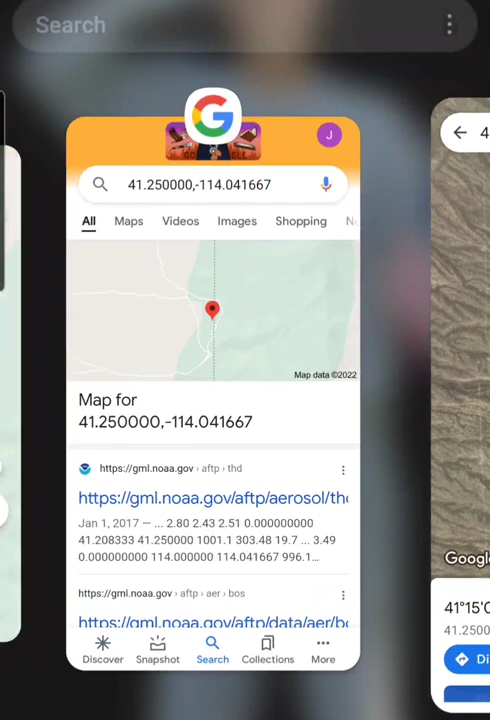 Search
J
41.250000,-114.041667
All Maps Videos Images Shopping
Map data ©2022
Map for
41.250000,-114.041667
https://gml.noaa.gov › aftp › thd
https://gml.noaa.gov/aftp/aerosol/tho
Jan 1, 2017 — ... 2.80 2.43 2.51 0.000000000
41.208333 41.250000 1001.1 303.48 19.7 ... 3.49
0.000000000 114.000000 114.041667 996.1...
https://gml.noaa.gov › aftp › aer › bos
https://gml.noaa.gov/aftp/data/aer/bo
Discover Snapshot Search Collections More
4
Google
41°15'0
41.2500
Di